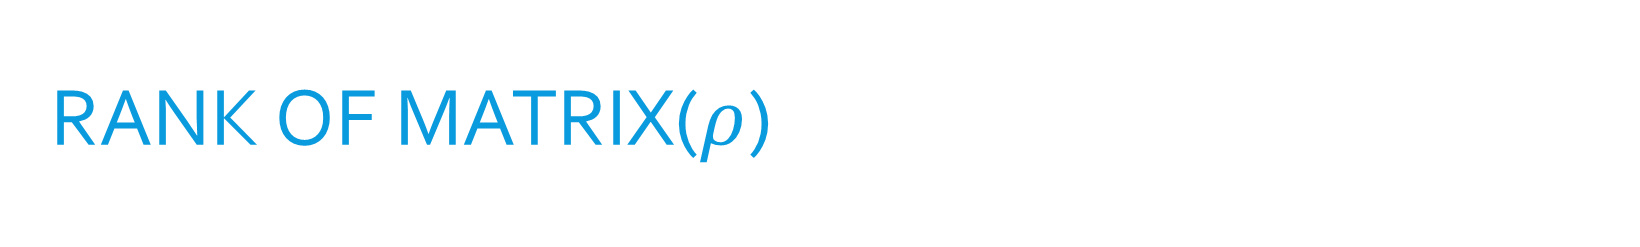 RANK OF MATRIX(ρ)